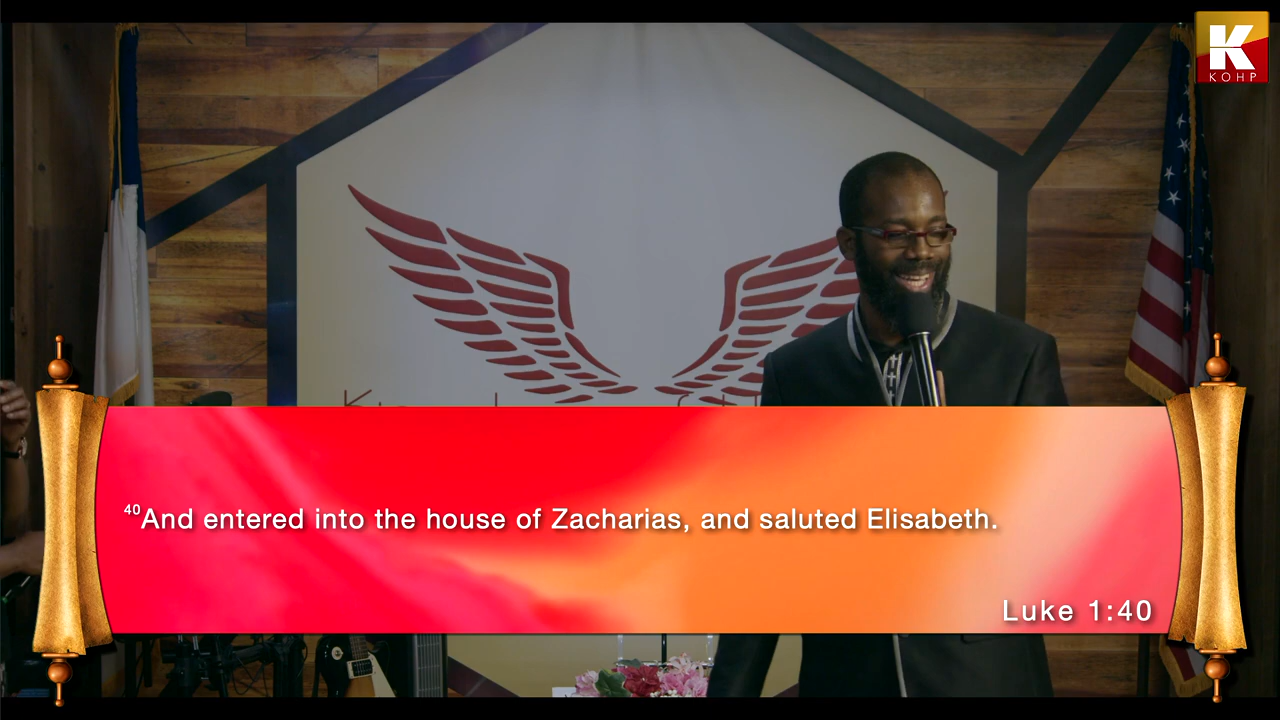 K
KOHP
40And entered into the house of Zacharias, and saluted Elisabeth.
Luke 1:40